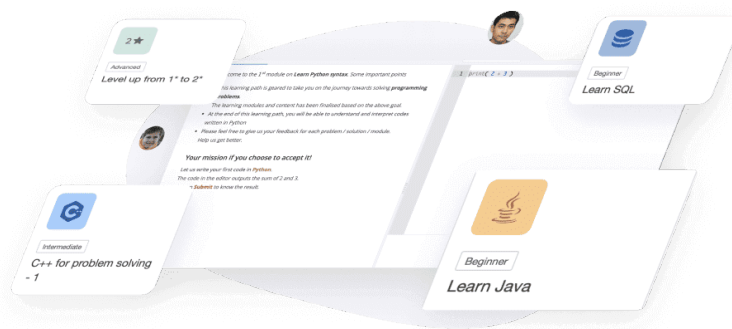 2★
Advanced
Level up from 1* to 2*
come to the 1st module on Learn Python syntax. Some important points
his learning path is geared to take you on the journey towards solving programming
problems.
The learning modules and content has been finalised based on the above goal.
• At the end of this learning path, you will be able to understand and interpret codes
written in Python
• Please feel free to give us your feedback for each problem / solution / module.
Help us get better.
Your mission if you choose to accept it!
Let us write your first code in Python.
The code in the editor outputs the sum of 2 and 3.
Submit to know the result.
1 print( 2 + 3 )
Beginner
Learn SQL
Intermediate
C++ for problem solving
- 1
Beginner
Learn Java